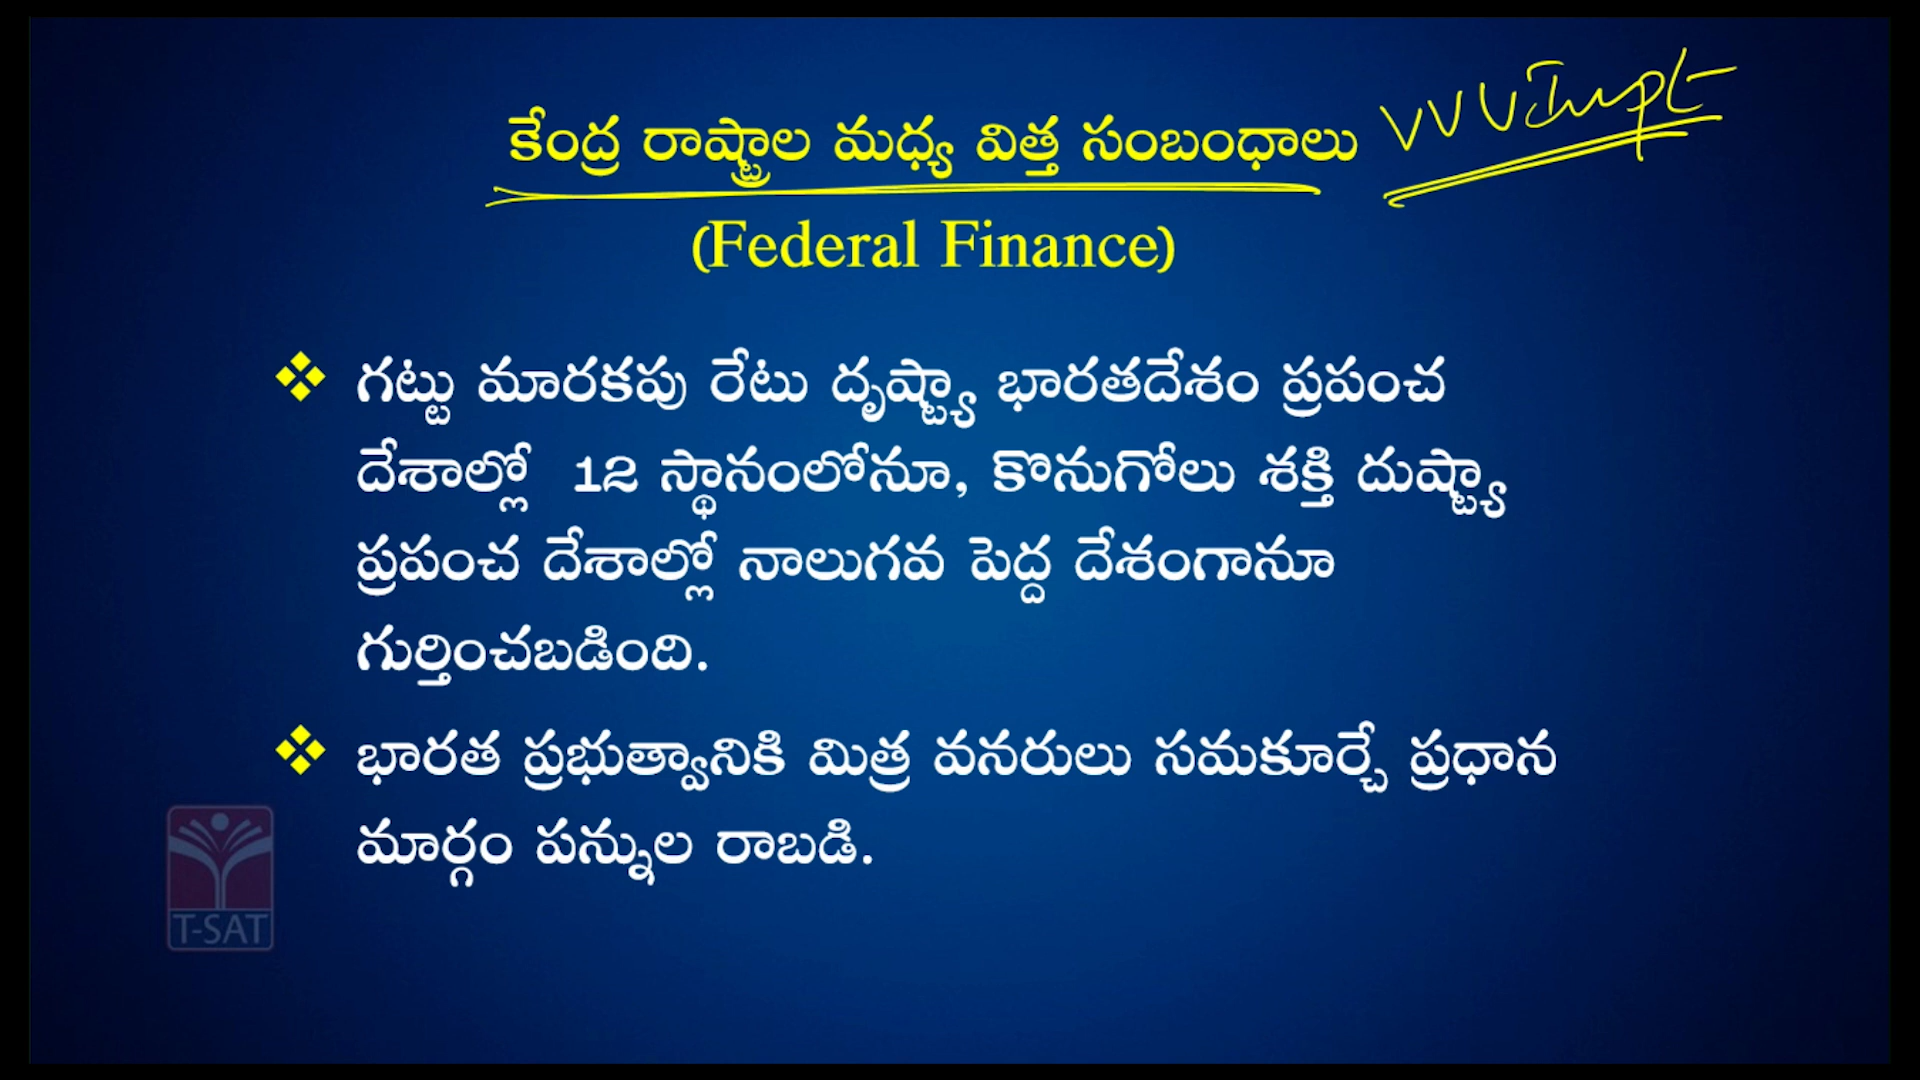 కేంద్ర రాష్ట్రాల మధ్య విత్త సంబంధాలు VVVImpt
(Federal Finance)
గట్టు మారకపు రేటు దృష్ట్యా భారతదేశం ప్రపంచ
దేశాల్లో 12 స్థానంలోనూ, కొనుగోలు శక్తి దుష్ట్యా
ప్రపంచ దేశాల్లో నాలుగవ పెద్ద దేశంగానూ
గుర్తించబడింది.
భారత ప్రభుత్వానికి మిత్ర వనరులు సమకూర్చే ప్రధాన
మార్గం పన్నుల రాబడి.
T-SAT